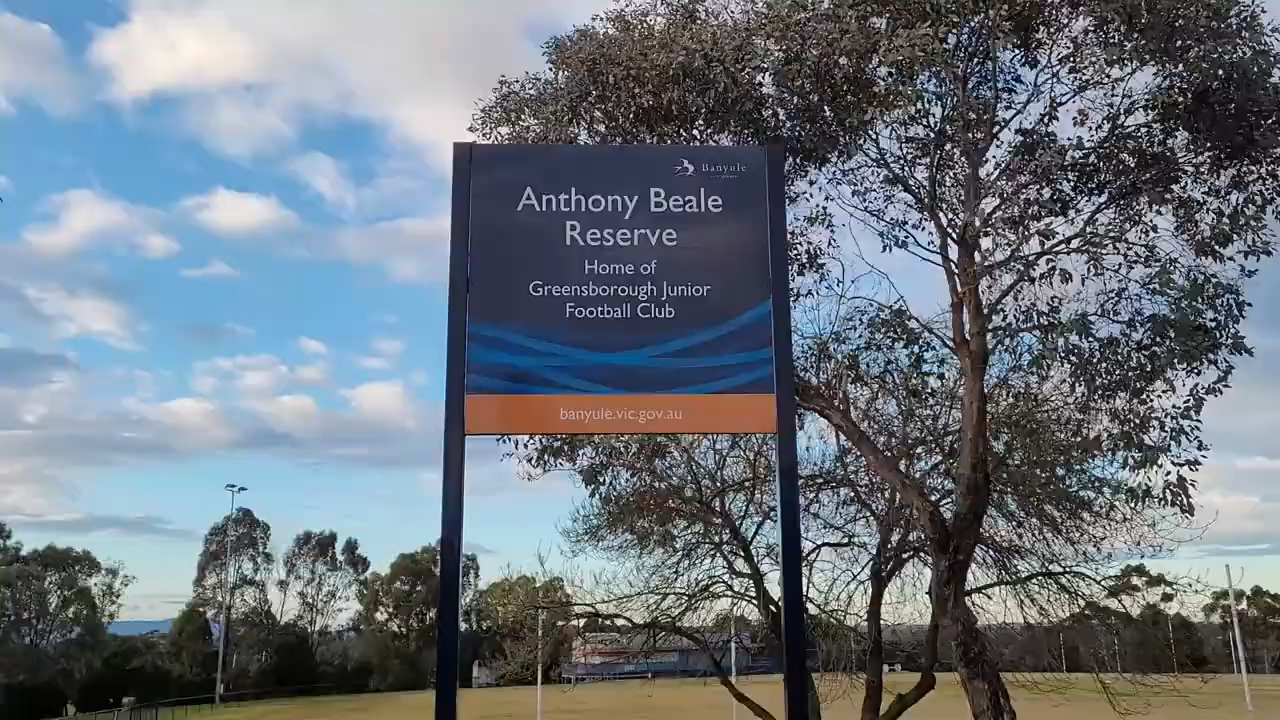 Banyule
Anthony Beale
Reserve
Home of
Greensborough Junior
Football Club
banyule.vic.gov.au